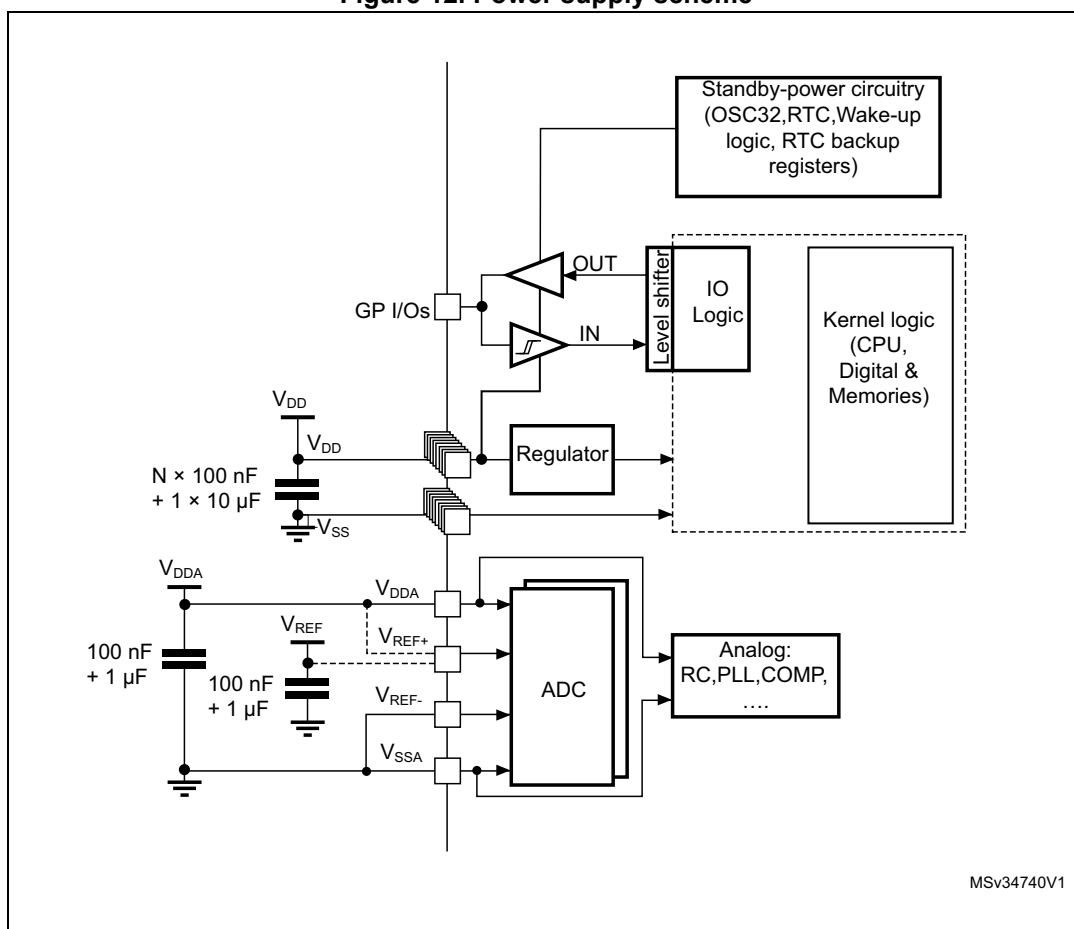 Figure 12. Power supply scheme
Standby-power circuitry
(OSC32,RTC,Wake-up
logic, RTC backup
registers)
OUT
GP I/Os
IN
Level shifter
IO
Logic
Kernel logic
(CPU,
Digital &
Memories)
VDD
VDD
Regulator
N × 100 nF
+ 1 × 10 µF
VSS
VDDA
VDDA
VREF
VREF+
100 nF
+ 1 µF
100 nF
+ 1 µF
VREF-
ADC
Analog:
RC,PLL,COMP,
....
VSSA
MSv34740V1